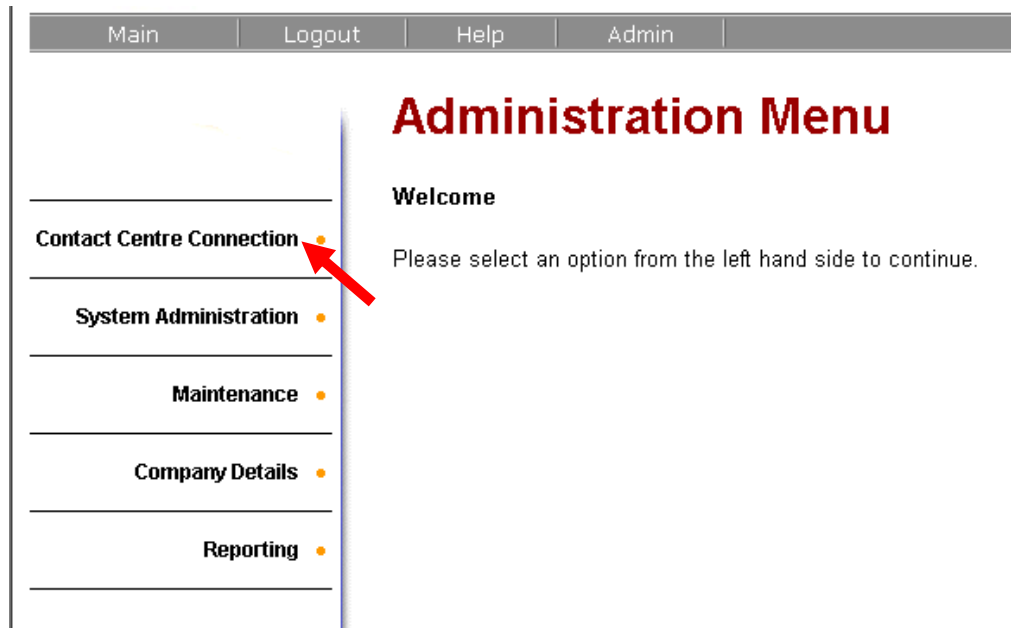 Main Logout Help Admin
Administration Menu
Welcome
Please select an option from the left hand side to continue.
Contact Centre Connection
System Administration
Maintenance
Company Details
Reporting